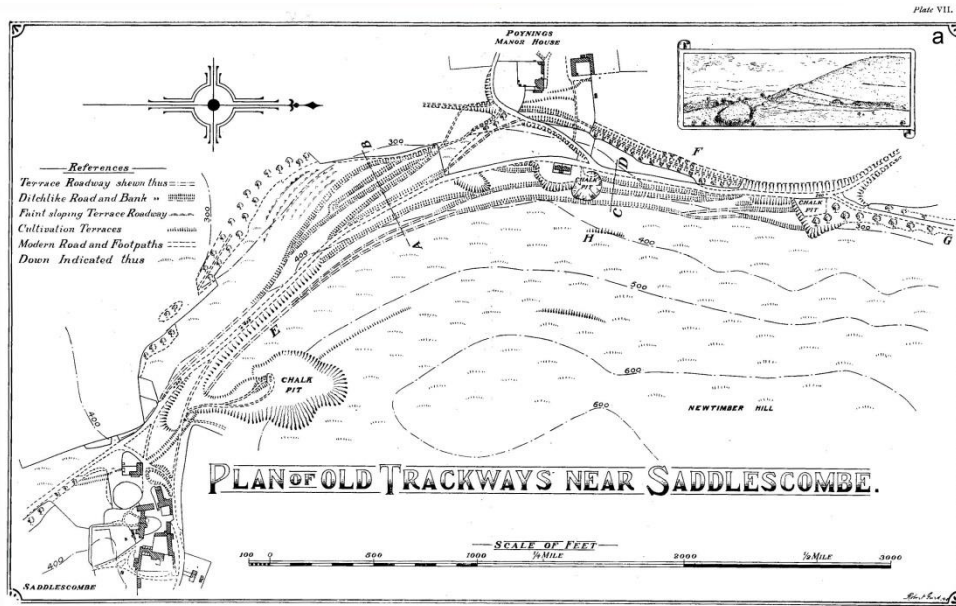 Plate VII.
a
POYNINGS
MANOR HOUSE
References
Terrace Roadway shewn thus
Ditchlike Road and Bank "
Faint sloping Terrace Roadway
Cultivation Terraces
Modern Road and Footpaths
Down Indicated thus
300
B
300
A
400
F
D
C
CHALK
PIT
CHALK
PIT
300
G
H
400
500
E
CHALK
PIT
600
600
NEWTIMBER HILL
400
PLAN OF OLD TRACKWAYS NEAR SADDLESCOMBE.
SCALE OF FEET
100 0 500 1000 ¼ MILE 2000 ½ MILE 3000
400
SADDLESCOMBE